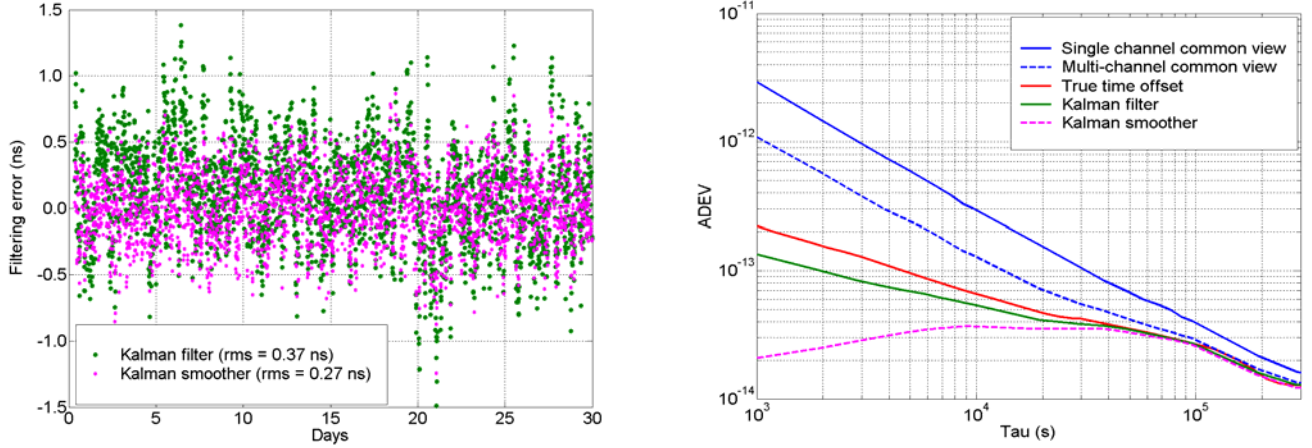 1.5
1.0
0.5
0.0
-0.5
-1.0
-1.5
Filtering error (ns)
Kalman filter (rms = 0.37 ns)
Kalman smoother (rms = 0.27 ns)
0 5 10 15 20 25 30
Days
10^-11
10^-12
10^-13
10^-14
ADEV
Single channel common view
Multi-channel common view
True time offset
Kalman filter
Kalman smoother
10^3 10^4 10^5
Tau (s)